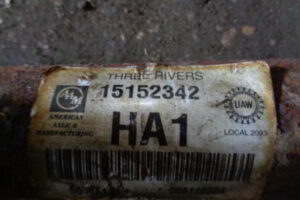 THREE RIVERS
15152342
AMERICAN
AXLE &
MANUFACTURING
HA1
UAW
LOCAL 2093